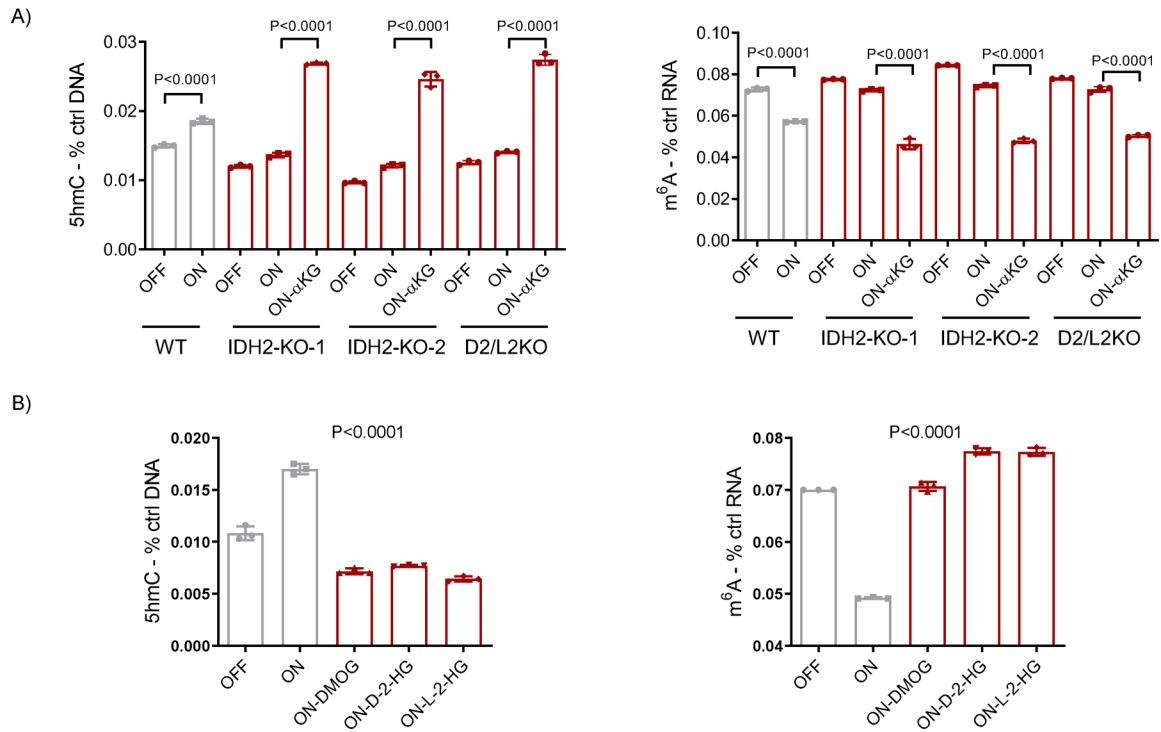 A)
5hmC - % ctrl DNA
0.03
0.02
0.01
0.00
P<0.0001
P<0.0001
P<0.0001
P<0.0001
OFF
ON
OFF
ON
ON-αKG
OFF
ON
ON-αKG
OFF
ON
ON-αKG
WT
IDH2-KO-1
IDH2-KO-2
D2/L2KO
m⁶A - % ctrl RNA
0.10
0.08
0.06
0.04
0.02
0.00
P<0.0001
P<0.0001
P<0.0001
P<0.0001
OFF
ON
OFF
ON
ON-αKG
OFF
ON
ON-αKG
OFF
ON
ON-αKG
WT
IDH2-KO-1
IDH2-KO-2
D2/L2KO
B)
5hmC - % ctrl DNA
0.020
0.015
0.010
0.005
0.000
P<0.0001
OFF
ON
ON-DMOG
ON-D-2-HG
ON-L-2-HG
m⁶A - % ctrl RNA
0.08
0.07
0.06
0.05
0.04
P<0.0001
OFF
ON
ON-DMOG
ON-D-2-HG
ON-L-2-HG